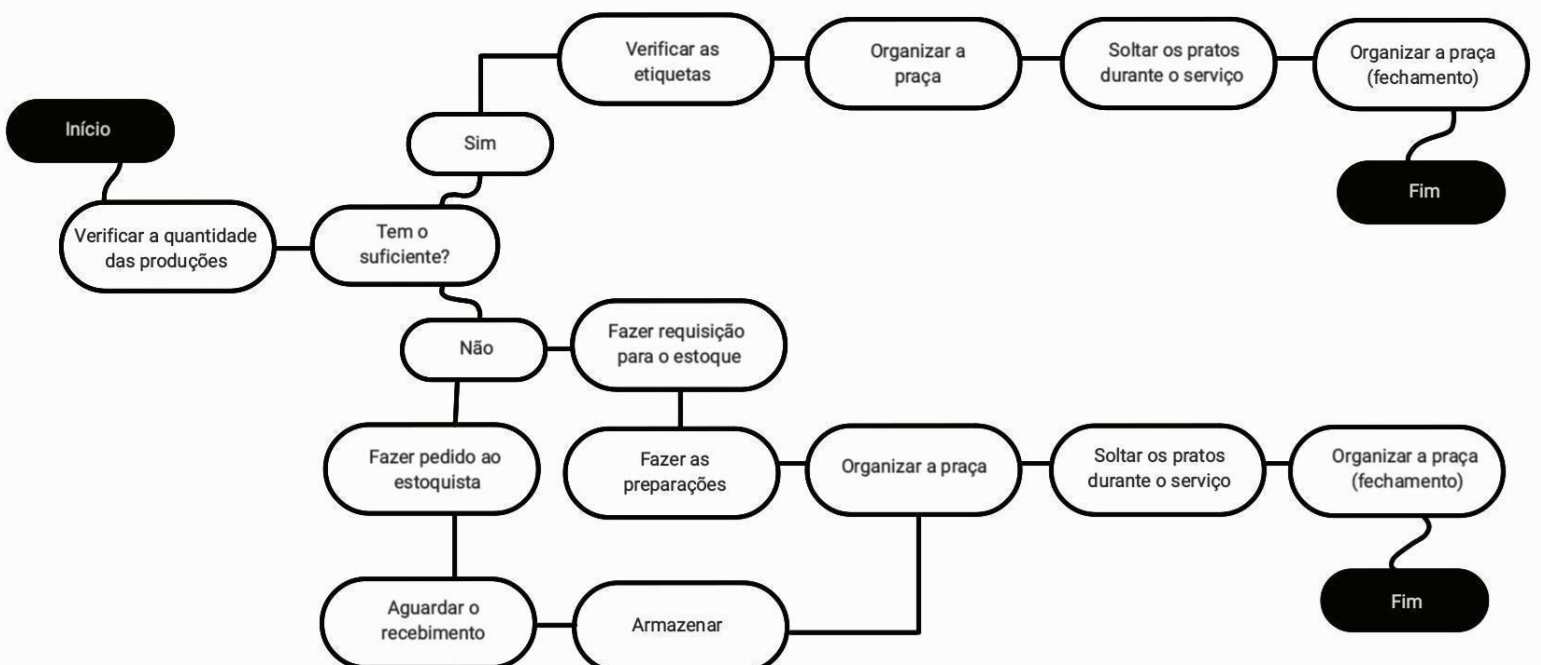 Início
Verificar a quantidade
das produções
Tem o
suficiente?
Sim
Verificar as
etiquetas
Organizar a
praça
Soltar os pratos
durante o serviço
Organizar a praça
(fechamento)
Fim
Não
Fazer requisição
para o estoque
Fazer as
preparações
Fazer pedido ao
estoquista
Aguardar o
recebimento
Armazenar
Organizar a praça
Soltar os pratos
durante o serviço
Organizar a praça
(fechamento)
Fim